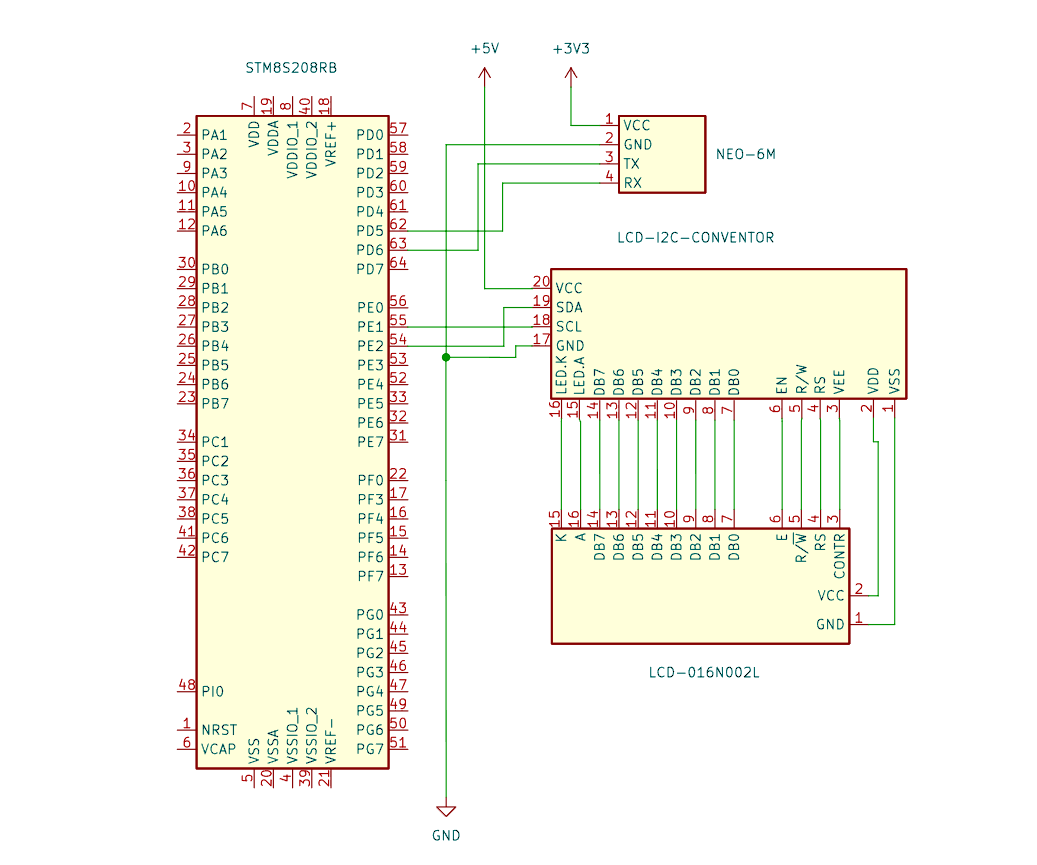 +5V
+3V3
STM8S208RB
7 VDD
19 VDDA
8 VDDIO_1
40 VDDIO_2
18 VREF+
2 PA1
3 PA2
9 PA3
10 PA4
11 PA5
12 PA6
30 PB0
29 PB1
28 PB2
27 PB3
26 PB4
25 PB5
24 PB6
23 PB7
34 PC1
35 PC2
36 PC3
37 PC4
38 PC5
41 PC6
42 PC7
48 PI0
1 NRST
6 VCAP
PD0 57
PD1 58
PD2 59
PD3 60
PD4 61
PD5 62
PD6 63
PD7 64
PE0 56
PE1 55
PE2 54
PE3 53
PE4 52
PE5 33
PE6 32
PE7 31
PF0 22
PF3 17
PF4 16
PF5 15
PF6 14
PF7 13
PG0 43
PG1 44
PG2 45
PG3 46
PG4 47
PG5 49
PG6 50
PG7 51
VSS 5
VSSA 20
VSSIO_1 4
VSSIO_2 39
VREF- 21
1 VCC
2 GND
3 TX
4 RX
NEO-6M
LCD-I2C-CONVENTOR
20 VCC
19 SDA
18 SCL
17 GND
LED.K 16
LED.A 15
DB7 14
DB6 13
DB5 12
DB4 11
DB3 10
DB2 9
DB1 8
DB0 7
EN 6
R/W 5
RS 4
VEE 3
VDD 2
VSS 1
15 K
16 A
14 DB7
13 DB6
12 DB5
11 DB4
10 DB3
9 DB2
8 DB1
7 DB0
6 E
5 R/W̅
4 RS
3 CONTR
VCC 2
GND 1
LCD-016N002L
GND